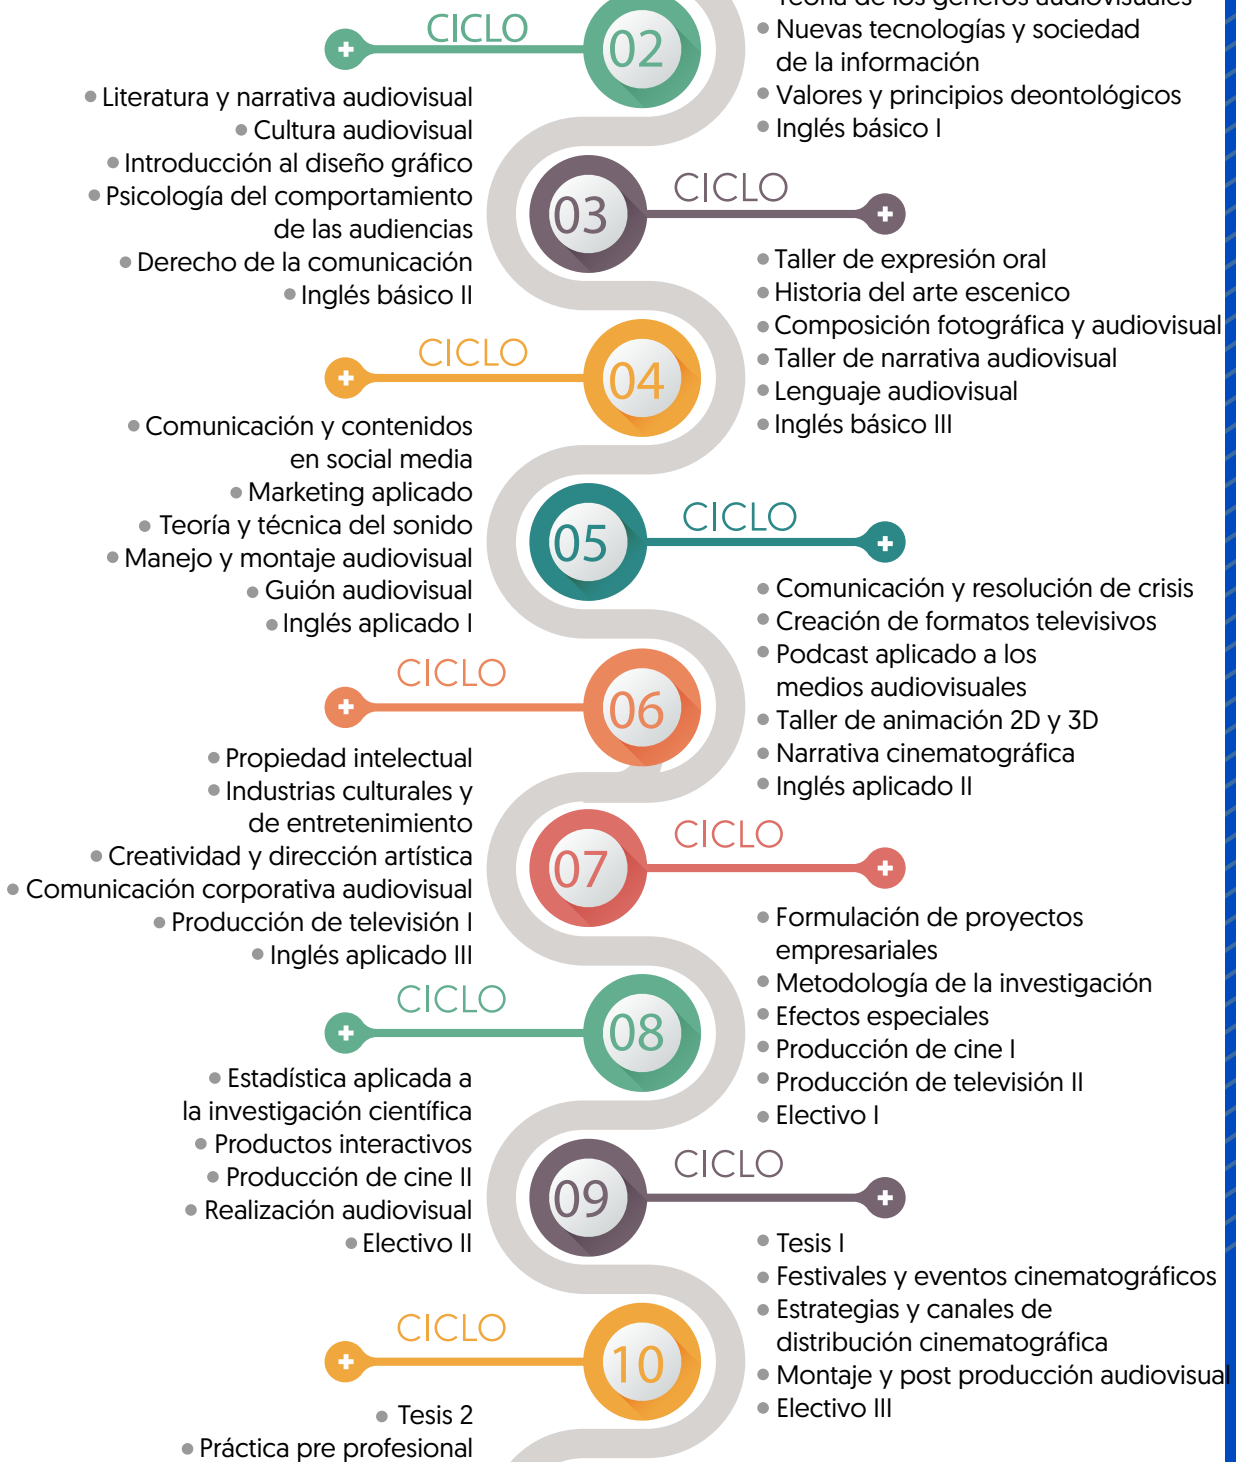 Teoría de los géneros audiovisuales
Nuevas tecnologías y sociedad
de la información
Valores y principios deontológicos
Inglés básico I
CICLO
02
Literatura y narrativa audiovisual
Cultura audiovisual
Introducción al diseño gráfico
Psicología del comportamiento
de las audiencias
Derecho de la comunicación
Inglés básico II
CICLO
03
Taller de expresión oral
Historia del arte escenico
Composición fotográfica y audiovisual
Taller de narrativa audiovisual
Lenguaje audiovisual
Inglés básico III
CICLO
04
Comunicación y contenidos
en social media
Marketing aplicado
Teoría y técnica del sonido
Manejo y montaje audiovisual
Guión audiovisual
Inglés aplicado I
CICLO
05
Comunicación y resolución de crisis
Creación de formatos televisivos
Podcast aplicado a los
medios audiovisuales
Taller de animación 2D y 3D
Narrativa cinematográfica
Inglés aplicado II
CICLO
06
Propiedad intelectual
Industrias culturales y
de entretenimiento
Creatividad y dirección artística
Comunicación corporativa audiovisual
Producción de televisión I
Inglés aplicado III
CICLO
07
Formulación de proyectos
empresariales
Metodología de la investigación
Efectos especiales
Producción de cine I
Producción de televisión II
Electivo I
CICLO
08
Estadística aplicada a
la investigación científica
Productos interactivos
Producción de cine II
Realización audiovisual
Electivo II
CICLO
09
Tesis I
Festivales y eventos cinematográficos
Estrategias y canales de
distribución cinematográfica
Montaje y post producción audiovisual
Electivo III
CICLO
10
Tesis 2
Práctica pre profesional